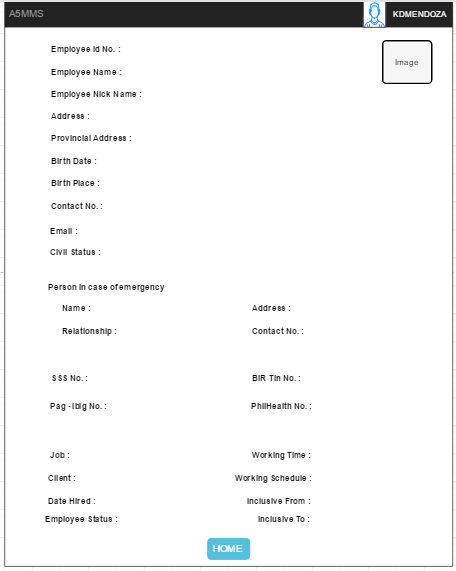 A5MMS KDMENDOZA
Employee Id No. :
Image
Employee Name :
Employee Nick Name :
Address :
Provincial Address :
Birth Date :
Birth Place :
Contact No. :
Email :
Civil Status :
Person in case of emergency
Name : Address :
Relationship : Contact No. :
SSS No. : BIR Tin No. :
Pag -ibig No. : PhilHealth No. :
Job : Working Time :
Client : Working Schedule :
Date Hired : Inclusive From :
Employee Status : Inclusive To :
HOME